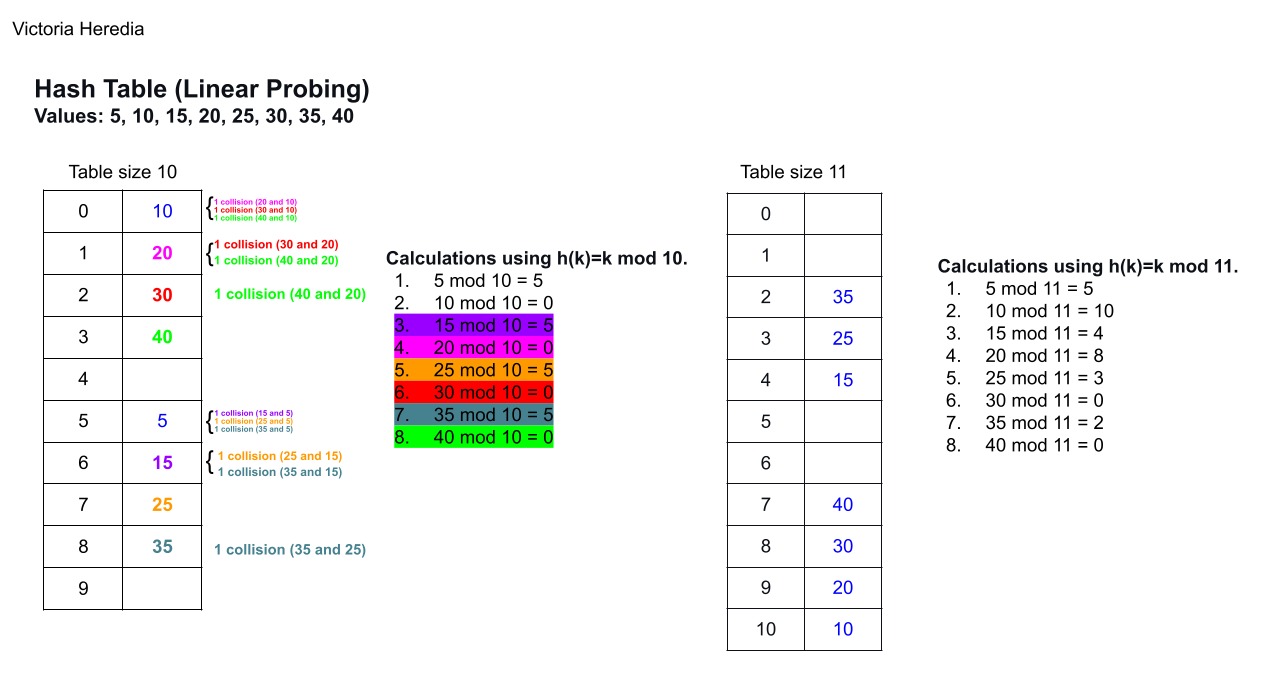 Victoria Heredia
Hash Table (Linear Probing)
Values: 5, 10, 15, 20, 25, 30, 35, 40
Table size 10
0 10 {1 collision (20 and 10)
1 collision (30 and 10)
1 collision (40 and 10)
1 20 {1 collision (30 and 20)
1 collision (40 and 20)
2 30 1 collision (40 and 20)
3 40
4
5 5 {1 collision (15 and 5)
1 collision (25 and 5)
1 collision (35 and 5)
6 15 { 1 collision (25 and 15)
1 collision (35 and 15)
7 25
8 35 1 collision (35 and 25)
9
Calculations using h(k)=k mod 10.
1. 5 mod 10 = 5
2. 10 mod 10 = 0
3. 15 mod 10 = 5
4. 20 mod 10 = 0
5. 25 mod 10 = 5
6. 30 mod 10 = 0
7. 35 mod 10 = 5
8. 40 mod 10 = 0
Table size 11
0
1
2 35
3 25
4 15
5
6
7 40
8 30
9 20
10 10
Calculations using h(k)=k mod 11.
1. 5 mod 11 = 5
2. 10 mod 11 = 10
3. 15 mod 11 = 4
4. 20 mod 11 = 8
5. 25 mod 11 = 3
6. 30 mod 11 = 0
7. 35 mod 11 = 2
8. 40 mod 11 = 0